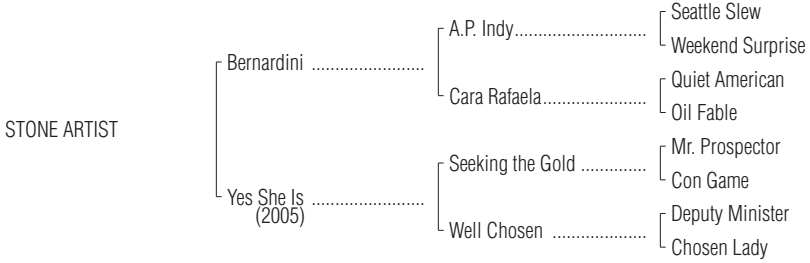 Seattle Slew
A.P. Indy..............................
Weekend Surprise
Bernardini .........................
Quiet American
Cara Rafaela........................
Oil Fable
STONE ARTIST
Mr. Prospector
Seeking the Gold ...............
Con Game
Yes She Is .........................
(2005)
Deputy Minister
Well Chosen .....................
Chosen Lady